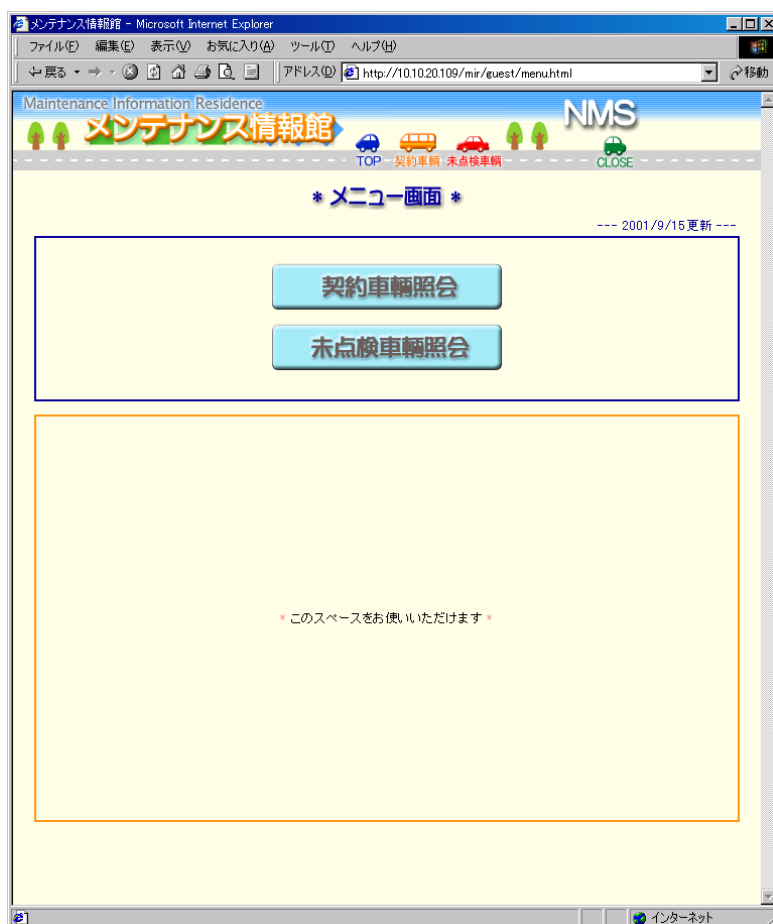 メンテナンス情報館 - Microsoft Internet Explorer
ファイル(F) 編集(E) 表示(V) お気に入り(A) ツール(T) ヘルプ(H)
戻る アドレス(D) http://10.10.20.109/mir/guest/menu.html 移動
Maintenance Information Residence
メンテナンス情報館
NMS
TOP 契約車輌 未点検車輌 CLOSE
* メニュー画面 *
--- 2001/9/15更新 ---
契約車輌照会
未点検車輌照会
* このスペースをお使いいただけます *
インターネット